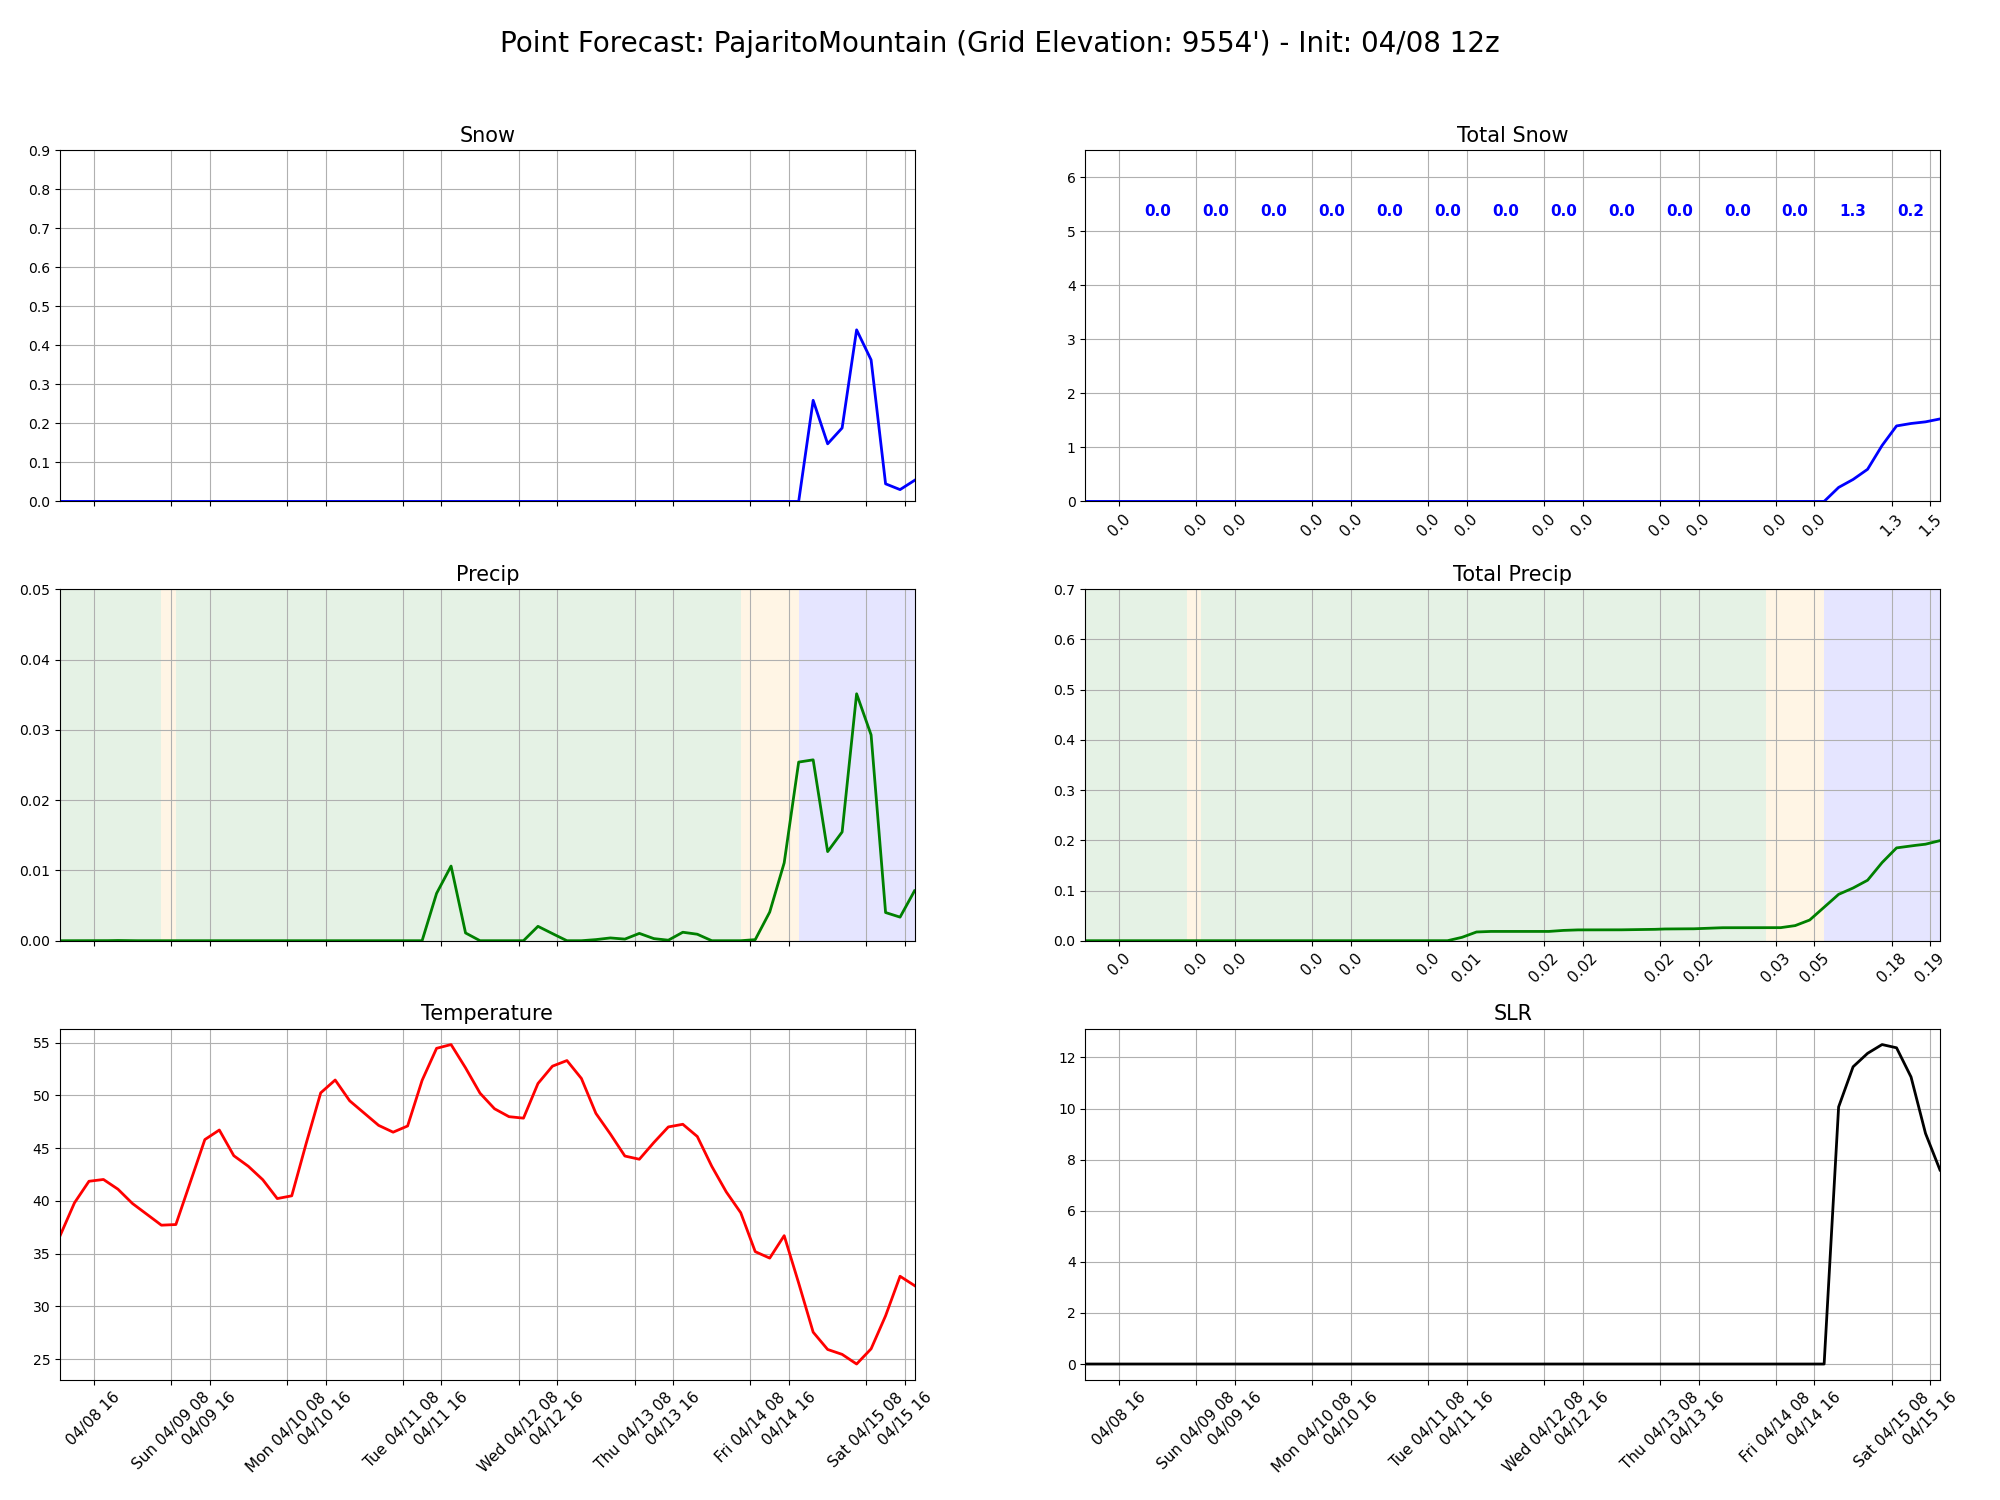 Point Forecast: PajaritoMountain (Grid Elevation: 9554') - Init: 04/08 12z
Snow
0.9
0.8
0.7
0.6
0.5
0.4
0.3
0.2
0.1
0.0
Total Snow
6
5
4
3
2
1
0
0.0 0.0 0.0 0.0 0.0 0.0 0.0 0.0 0.0 0.0 0.0 0.0 1.3 0.2
0.0 0.0 0.0 0.0 0.0 0.0 0.0 0.0 0.0 0.0 0.0 0.0 0.0 1.3 1.5
Precip
0.05
0.04
0.03
0.02
0.01
0.00
Total Precip
0.7
0.6
0.5
0.4
0.3
0.2
0.1
0.0
0.0 0.0 0.0 0.0 0.0 0.0 0.01 0.02 0.02 0.02 0.02 0.03 0.05 0.18 0.19
Temperature
55
50
45
40
35
30
25
04/08 16
Sun 04/09 08
04/09 16
Mon 04/10 08
04/10 16
Tue 04/11 08
04/11 16
Wed 04/12 08
04/12 16
Thu 04/13 08
04/13 16
Fri 04/14 08
04/14 16
Sat 04/15 08
04/15 16
SLR
12
10
8
6
4
2
0
04/08 16
Sun 04/09 08
04/09 16
Mon 04/10 08
04/10 16
Tue 04/11 08
04/11 16
Wed 04/12 08
04/12 16
Thu 04/13 08
04/13 16
Fri 04/14 08
04/14 16
Sat 04/15 08
04/15 16